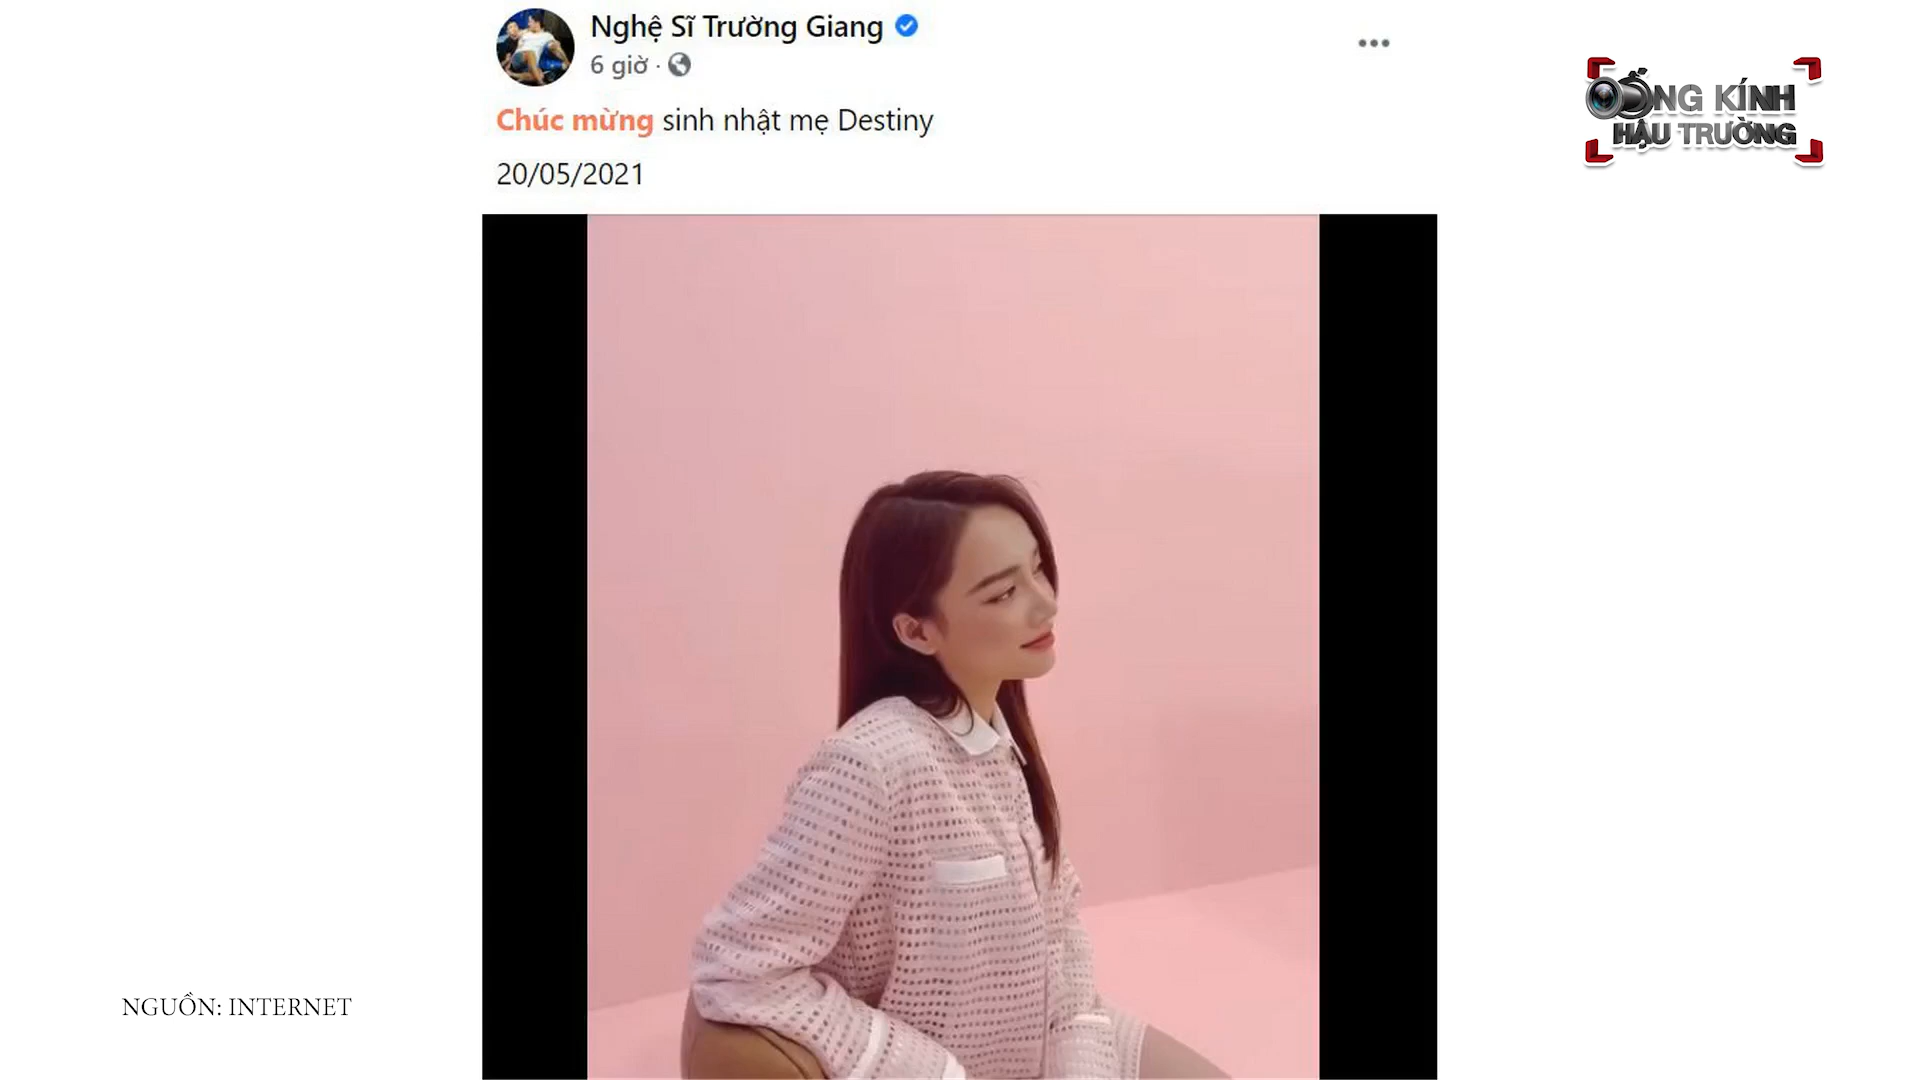 Nghệ Sĩ Trường Giang
6 giờ ·
Chúc mừng sinh nhật mẹ Destiny
20/05/2021
ỐNG KÍNH
HẬU TRƯỜNG
NGUỒN: INTERNET